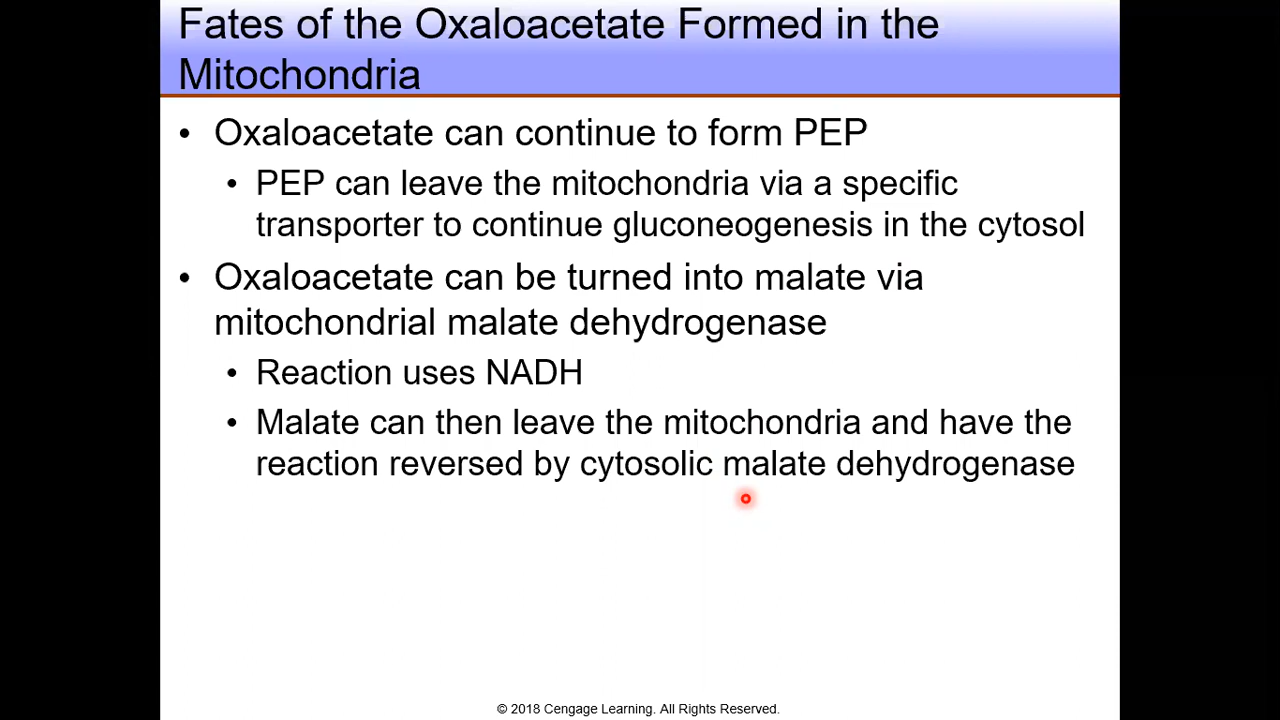 Fates of the Oxaloacetate Formed in the
Mitochondria
• Oxaloacetate can continue to form PEP
• PEP can leave the mitochondria via a specific
transporter to continue gluconeogenesis in the cytosol
• Oxaloacetate can be turned into malate via
mitochondrial malate dehydrogenase
• Reaction uses NADH
• Malate can then leave the mitochondria and have the
reaction reversed by cytosolic malate dehydrogenase
© 2018 Cengage Learning. All Rights Reserved.